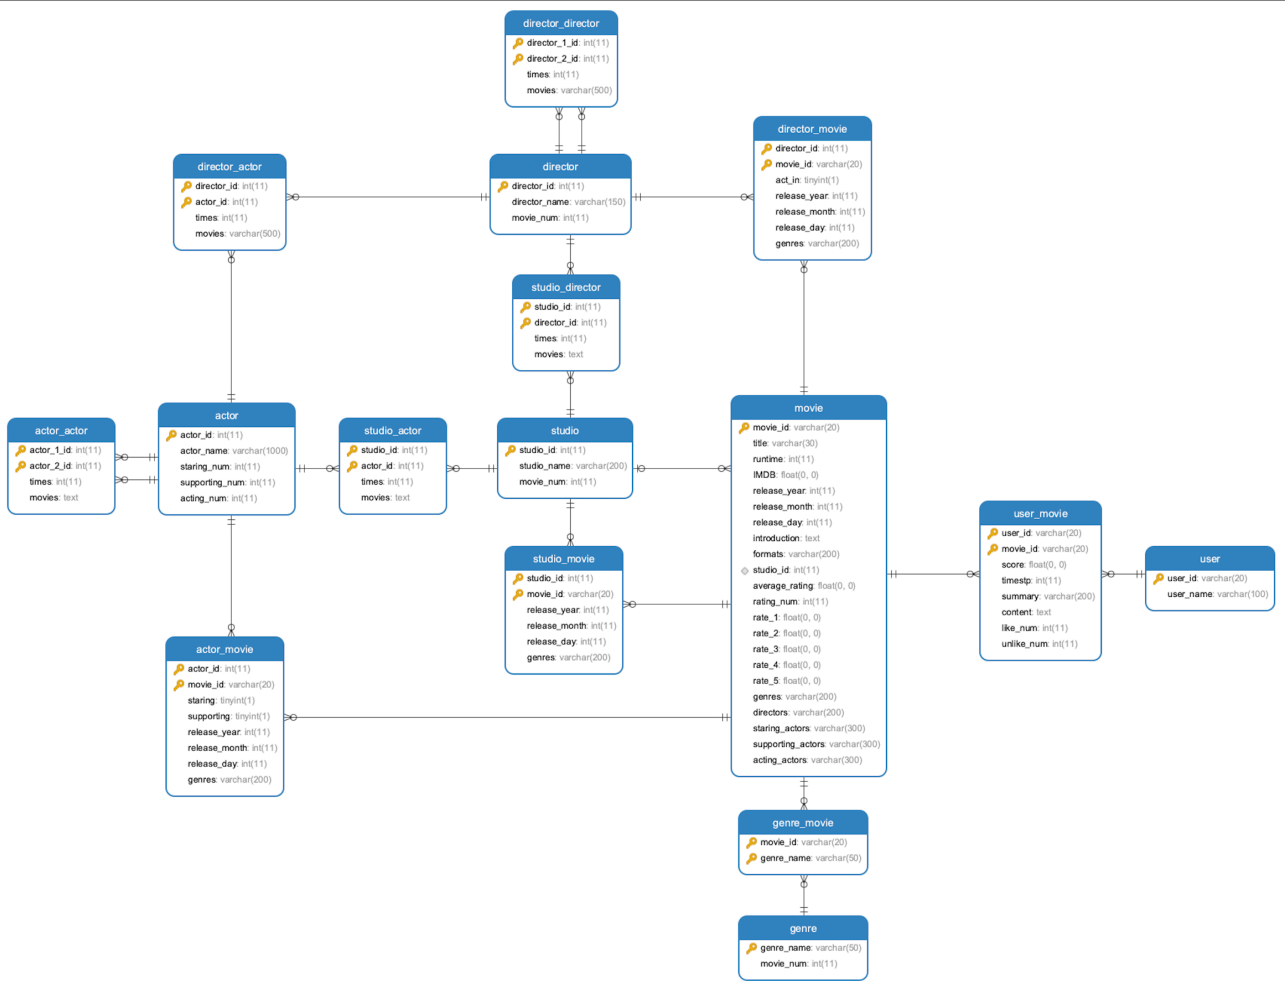 director_director
director_1_id: int(11)
director_2_id: int(11)
times: int(11)
movies: varchar(500)
director_movie
director_id: int(11)
movie_id: varchar(20)
act_in: tinyint(1)
release_year: int(11)
release_month: int(11)
release_day: int(11)
genres: varchar(200)
director_actor
director_id: int(11)
actor_id: int(11)
times: int(11)
movies: varchar(500)
director
director_id: int(11)
director_name: varchar(150)
movie_num: int(11)
studio_director
studio_id: int(11)
director_id: int(11)
times: int(11)
movies: text
actor_actor
actor_1_id: int(11)
actor_2_id: int(11)
times: int(11)
movies: text
actor
actor_id: int(11)
actor_name: varchar(1000)
staring_num: int(11)
supporting_num: int(11)
acting_num: int(11)
studio_actor
studio_id: int(11)
actor_id: int(11)
times: int(11)
movies: text
studio
studio_id: int(11)
studio_name: varchar(200)
movie_num: int(11)
movie
movie_id: varchar(20)
title: varchar(30)
runtime: int(11)
IMDB: float(0, 0)
release_year: int(11)
release_month: int(11)
release_day: int(11)
introduction: text
formats: varchar(200)
studio_id: int(11)
average_rating: float(0, 0)
rating_num: int(11)
rate_1: float(0, 0)
rate_2: float(0, 0)
rate_3: float(0, 0)
rate_4: float(0, 0)
rate_5: float(0, 0)
genres: varchar(200)
directors: varchar(200)
staring_actors: varchar(300)
supporting_actors: varchar(300)
acting_actors: varchar(300)
user_movie
user_id: varchar(20)
movie_id: varchar(20)
score: float(0, 0)
timestp: int(11)
summary: varchar(200)
content: text
like_num: int(11)
unlike_num: int(11)
user
user_id: varchar(20)
user_name: varchar(100)
studio_movie
studio_id: int(11)
movie_id: varchar(20)
release_year: int(11)
release_month: int(11)
release_day: int(11)
genres: varchar(200)
actor_movie
actor_id: int(11)
movie_id: varchar(20)
staring: tinyint(1)
supporting: tinyint(1)
release_year: int(11)
release_month: int(11)
release_day: int(11)
genres: varchar(200)
genre_movie
movie_id: varchar(20)
genre_name: varchar(50)
genre
genre_name: varchar(50)
movie_num: int(11)